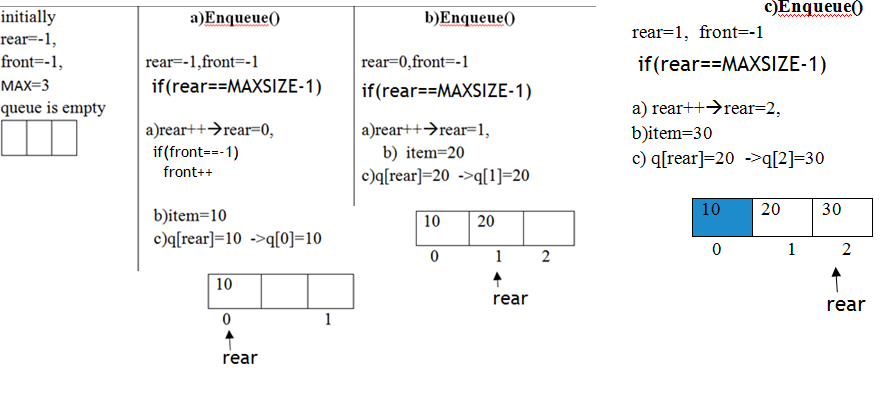 initially
rear=-1,
front=-1,
MAX=3
queue is empty
a)Enqueue()
rear=-1,front=-1
if(rear==MAXSIZE-1)
a)rear++→rear=0,
if(front==-1)
front++
b)item=10
c)q[rear]=10 ->q[0]=10
10
0 1
rear
b)Enqueue()
rear=0,front=-1
if(rear==MAXSIZE-1)
a)rear++→rear=1,
b) item=20
c)q[rear]=20 ->q[1]=20
10 20
0 1 2
rear
c)Enqueue()
rear=1, front=-1
if(rear==MAXSIZE-1)
a) rear++→rear=2,
b)item=30
c) q[rear]=20 ->q[2]=30
10 20 30
0 1 2
rear